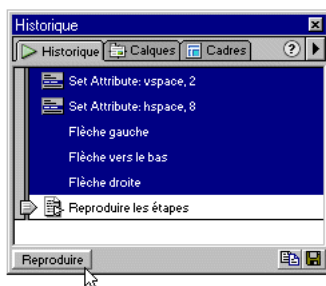 Historique
Historique Calques Cadres ?
Set Attribute: vspace, 2
Set Attribute: hspace, 8
Flèche gauche
Flèche vers le bas
Flèche droite
Reproduire les étapes
Reproduire